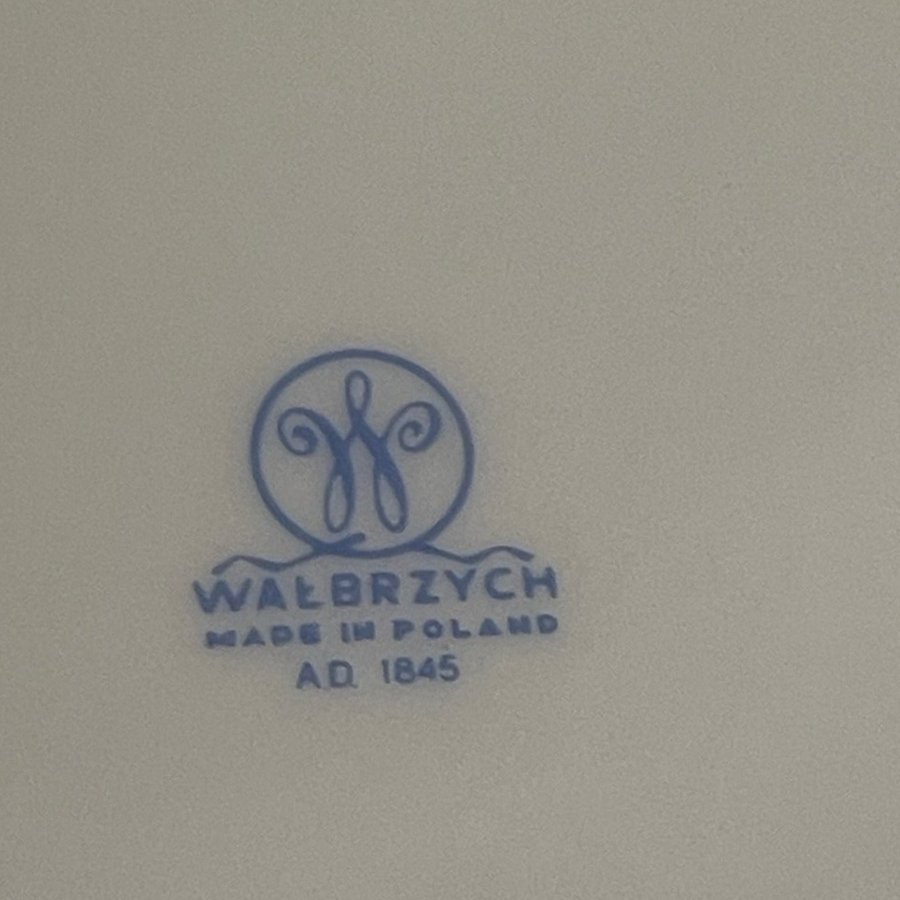 W
WAŁBRZYCH
MADE IN POLAND
A.D. 1845